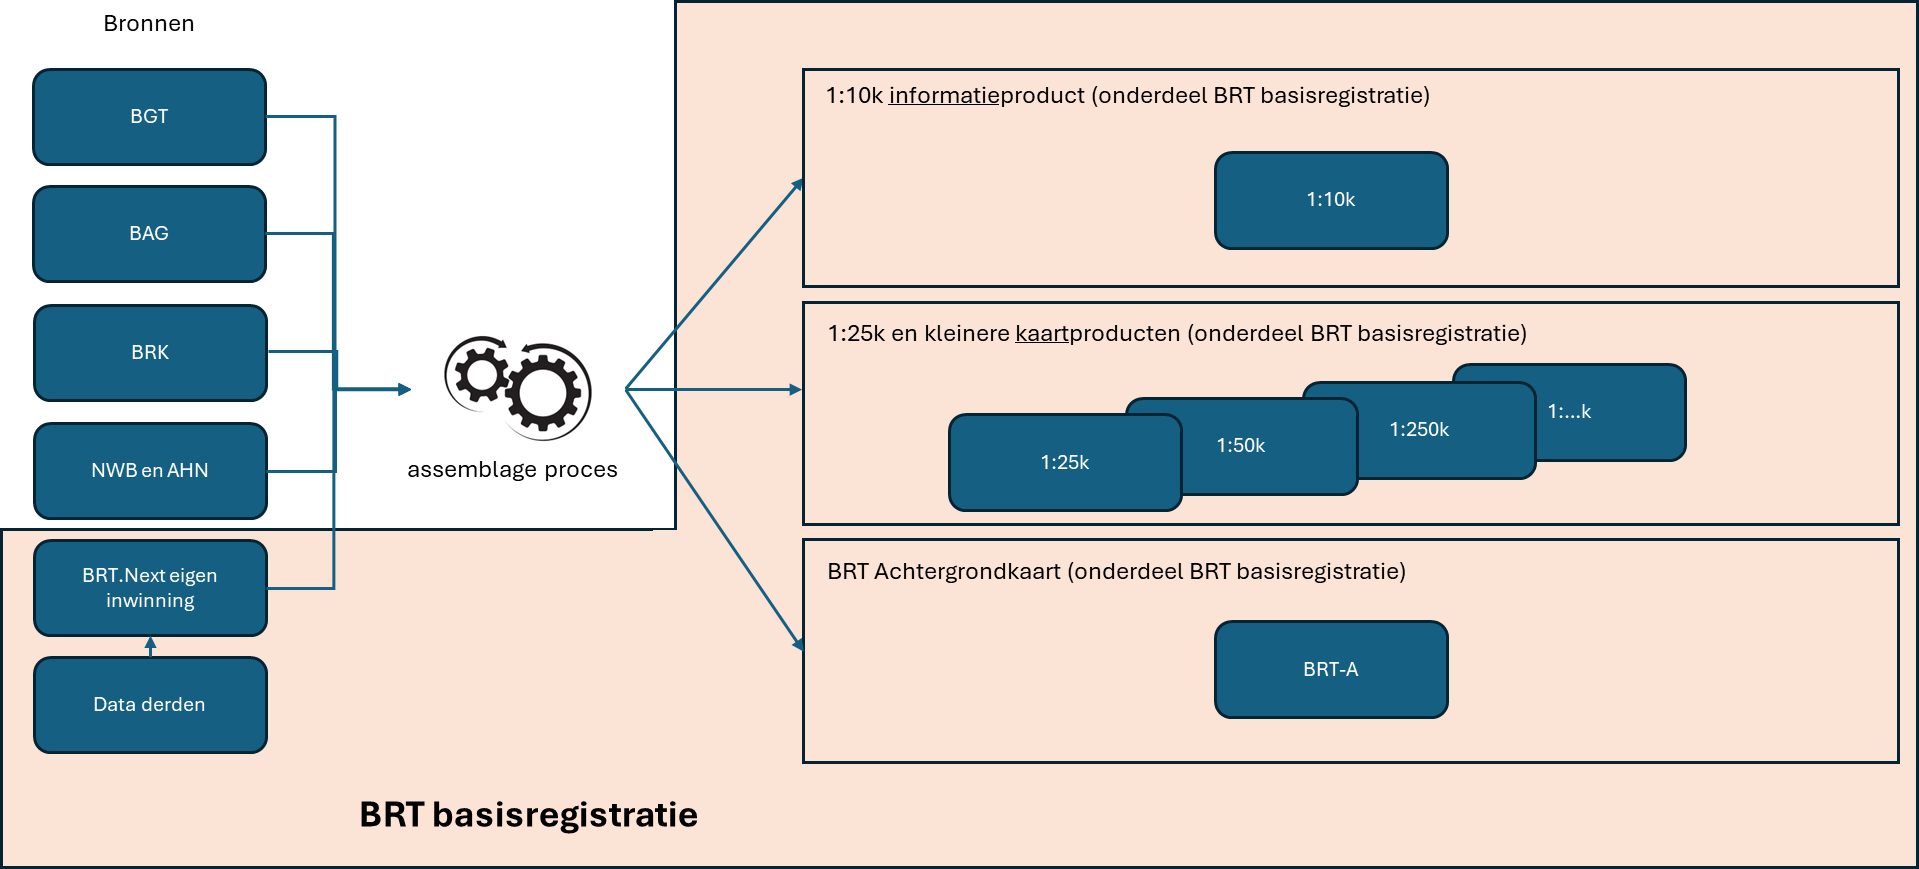 Bronnen
BGT
BAG
BRK
NWB en AHN
BRT.Next eigen
inwinning
Data derden
assemblage proces
1:10k informatieproduct (onderdeel BRT basisregistratie)
1:10k
1:25k en kleinere kaartproducten (onderdeel BRT basisregistratie)
1:25k
1:50k
1:250k
1:...k
BRT Achtergrondkaart (onderdeel BRT basisregistratie)
BRT-A
BRT basisregistratie